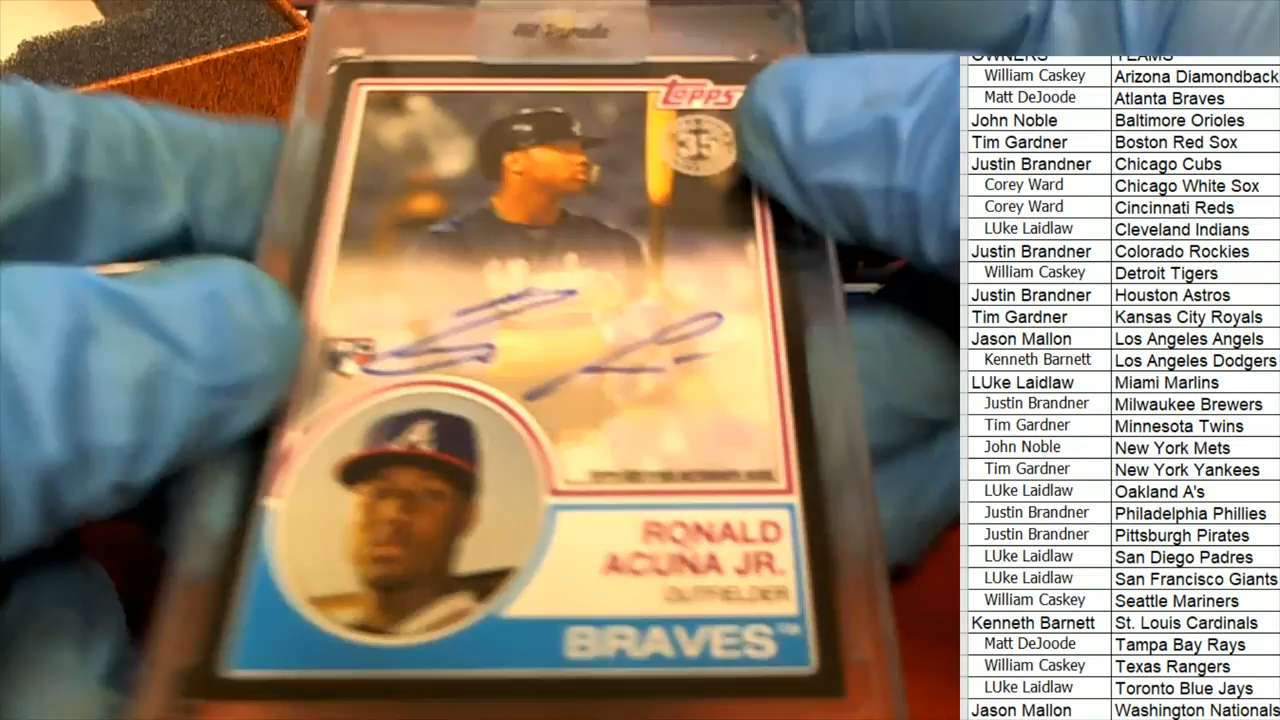 Topps
35
RC
RONALD
ACUÑA JR.
OUTFIELDER
BRAVES™
OWNERS TEAMS
William Caskey Arizona Diamondback
Matt DeJoode Atlanta Braves
John Noble Baltimore Orioles
Tim Gardner Boston Red Sox
Justin Brandner Chicago Cubs
Corey Ward Chicago White Sox
Corey Ward Cincinnati Reds
LUke Laidlaw Cleveland Indians
Justin Brandner Colorado Rockies
William Caskey Detroit Tigers
Justin Brandner Houston Astros
Tim Gardner Kansas City Royals
Jason Mallon Los Angeles Angels
Kenneth Barnett Los Angeles Dodgers
LUke Laidlaw Miami Marlins
Justin Brandner Milwaukee Brewers
Tim Gardner Minnesota Twins
John Noble New York Mets
Tim Gardner New York Yankees
LUke Laidlaw Oakland A's
Justin Brandner Philadelphia Phillies
Justin Brandner Pittsburgh Pirates
LUke Laidlaw San Diego Padres
LUke Laidlaw San Francisco Giants
William Caskey Seattle Mariners
Kenneth Barnett St. Louis Cardinals
Matt DeJoode Tampa Bay Rays
William Caskey Texas Rangers
LUke Laidlaw Toronto Blue Jays
Jason Mallon Washington Nationals